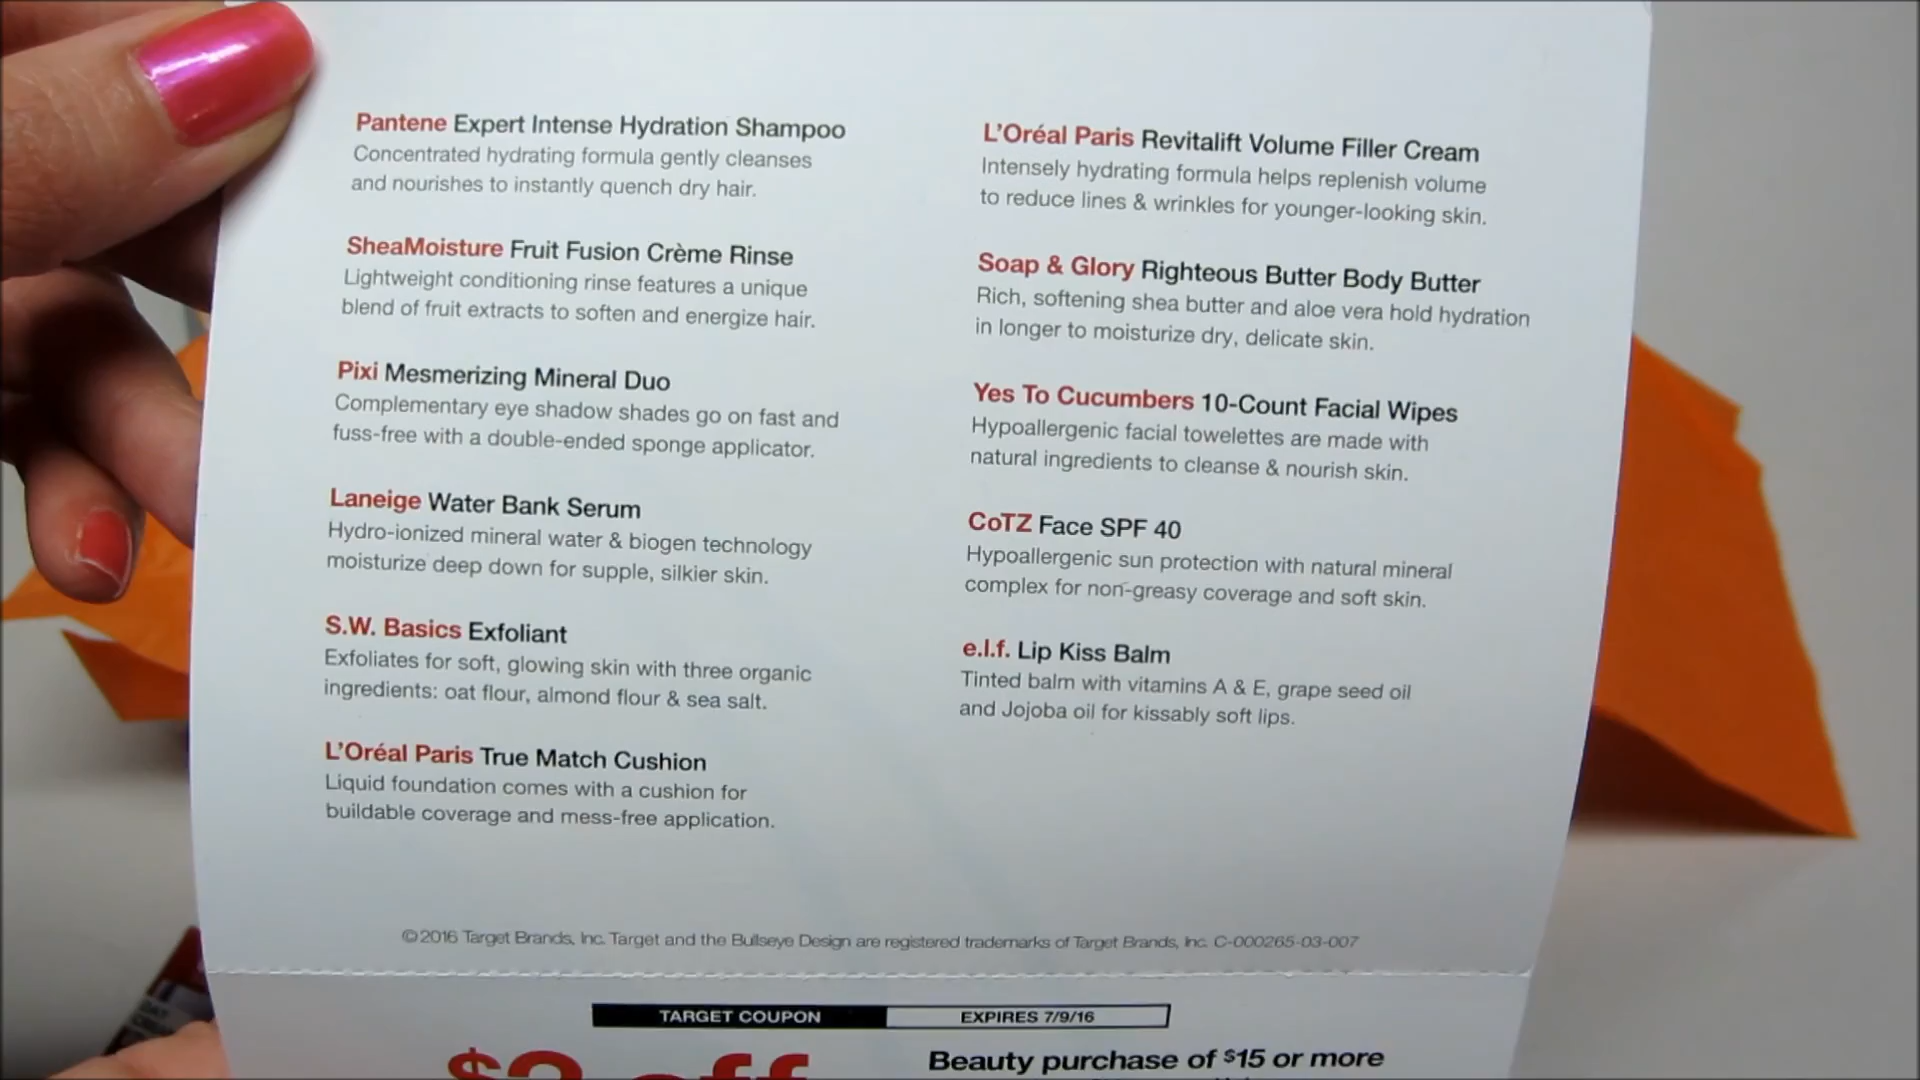 Pantene Expert Intense Hydration Shampoo
Concentrated hydrating formula gently cleanses
and nourishes to instantly quench dry hair.
SheaMoisture Fruit Fusion Crème Rinse
Lightweight conditioning rinse features a unique
blend of fruit extracts to soften and energize hair.
Pixi Mesmerizing Mineral Duo
Complementary eye shadow shades go on fast and
fuss-free with a double-ended sponge applicator.
Laneige Water Bank Serum
Hydro-ionized mineral water & biogen technology
moisturize deep down for supple, silkier skin.
S.W. Basics Exfoliant
Exfoliates for soft, glowing skin with three organic
ingredients: oat flour, almond flour & sea salt.
L'Oréal Paris True Match Cushion
Liquid foundation comes with a cushion for
buildable coverage and mess-free application.
L'Oréal Paris Revitalift Volume Filler Cream
Intensely hydrating formula helps replenish volume
to reduce lines & wrinkles for younger-looking skin.
Soap & Glory Righteous Butter Body Butter
Rich, softening shea butter and aloe vera hold hydration
in longer to moisturize dry, delicate skin.
Yes To Cucumbers 10-Count Facial Wipes
Hypoallergenic facial towelettes are made with
natural ingredients to cleanse & nourish skin.
CoTZ Face SPF 40
Hypoallergenic sun protection with natural mineral
complex for non-greasy coverage and soft skin.
e.l.f. Lip Kiss Balm
Tinted balm with vitamins A & E, grape seed oil
and Jojoba oil for kissably soft lips.
©2016 Target Brands, Inc. Target and the Bullseye Design are registered trademarks of Target Brands, Inc. C-000265-03-007
TARGET COUPON EXPIRES 7/9/16
off
Beauty purchase of $15 or more